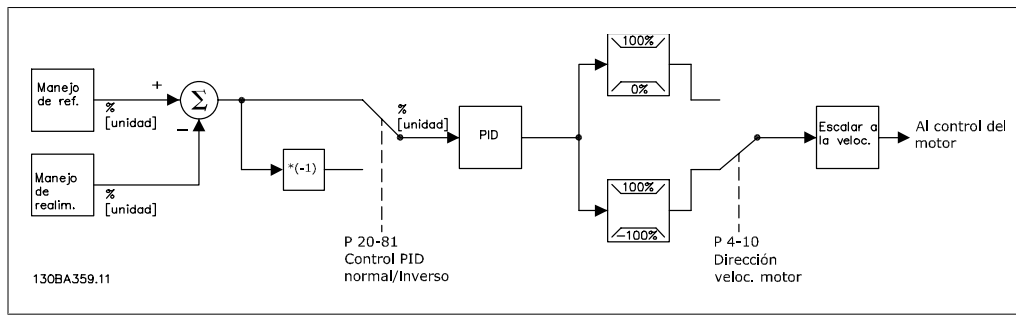 Manejo
de ref.
+
%
[unidad]
Σ
−
Manejo
de
realim.
%
[unidad]
*(-1)
P 20-81
Control PID
normal/Inverso
%
[unidad]
PID
100%
0%
100%
-100%
P 4-10
Dirección
veloc. motor
Escalar a
la veloc.
Al control del
motor
130BA359.11